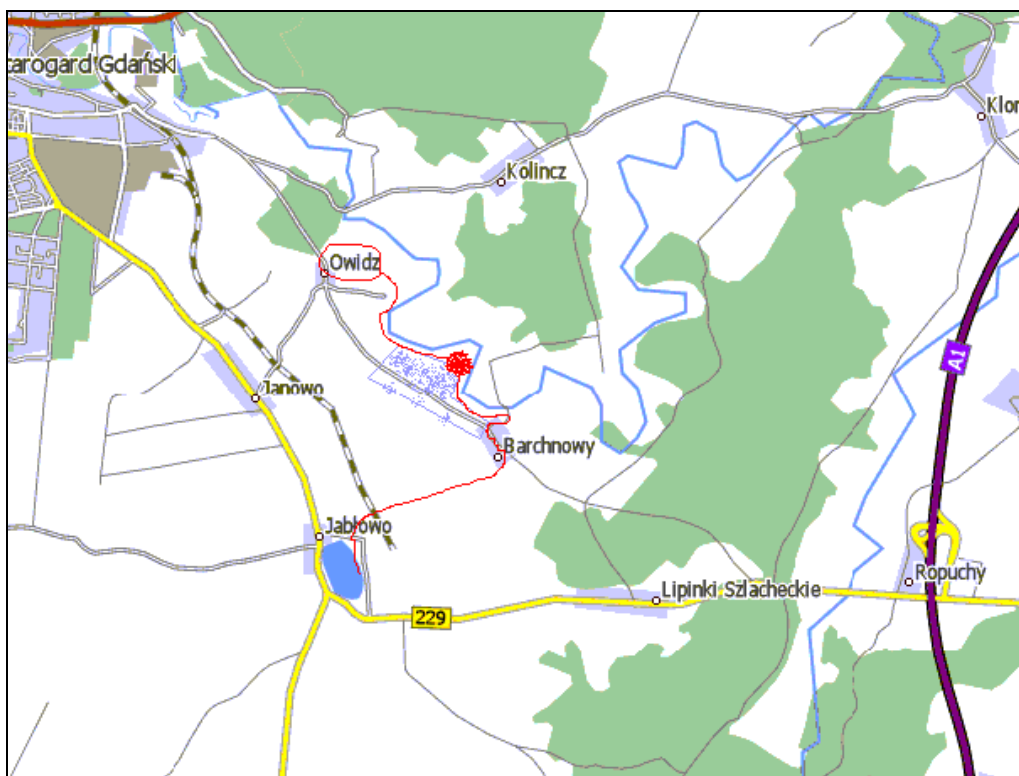 tarogard Gdański
Kolincz
Klon
Owidz
A1
Janowo
Barchnowy
Jabłowo
Ropuchy
Lipinki Szlacheckie
229